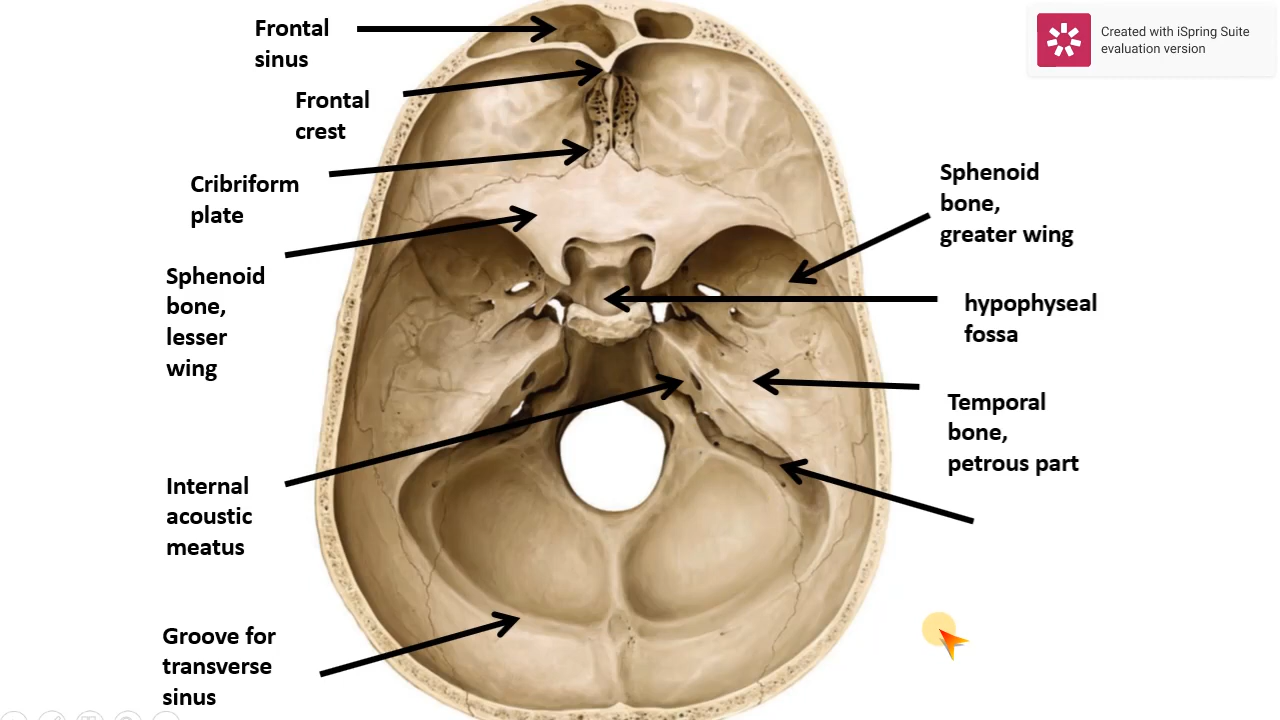 Frontal
sinus
Frontal
crest
Cribriform
plate
Sphenoid
bone,
lesser
wing
Internal
acoustic
meatus
Groove for
transverse
sinus
Created with iSpring Suite
evaluation version
Sphenoid
bone,
greater wing
hypophyseal
fossa
Temporal
bone,
petrous part